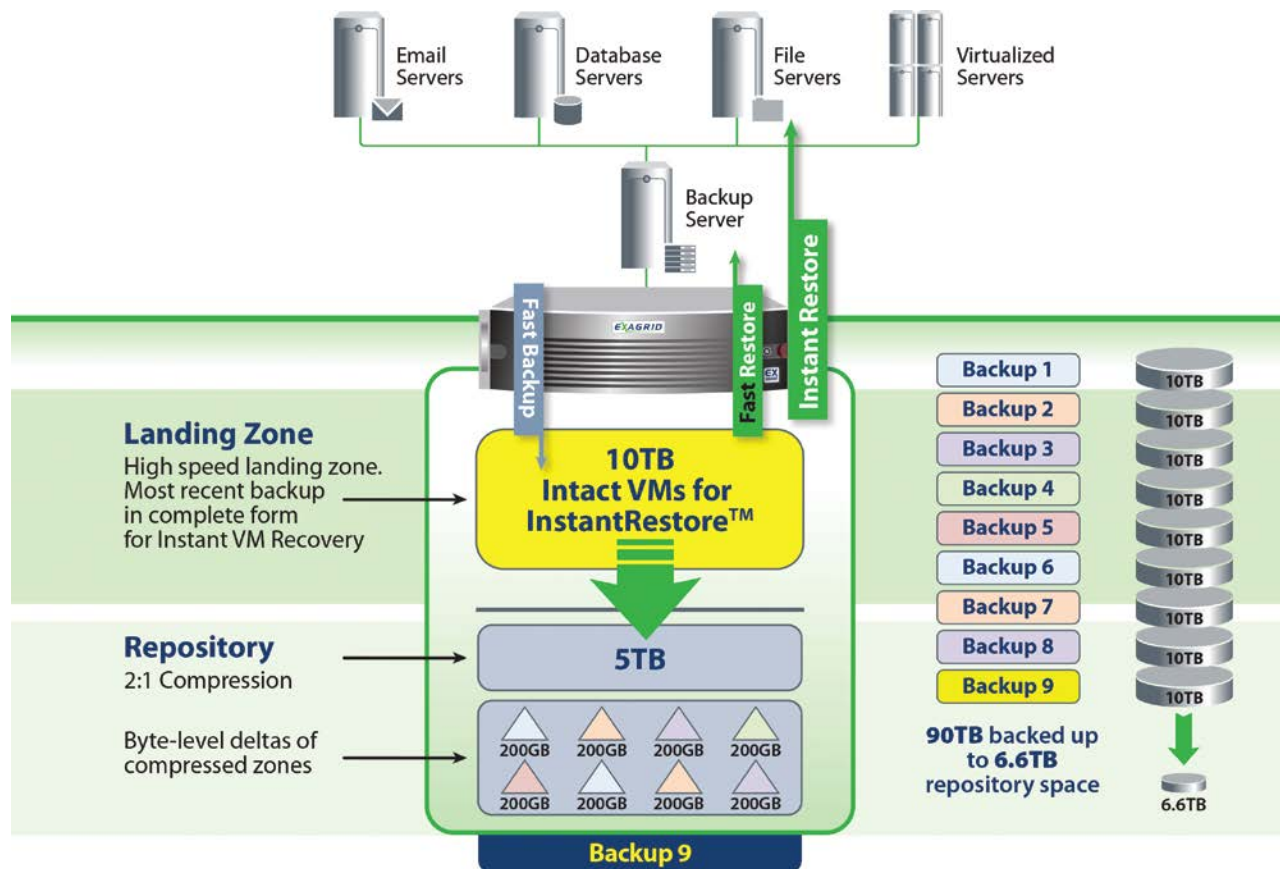 Email
Servers
Database
Servers
File
Servers
Virtualized
Servers
Backup
Server
Fast Backup
EXAGRID
EX
Fast Restore
Instant Restore
Landing Zone
High speed landing zone.
Most recent backup
in complete form
for Instant VM Recovery
10TB
Intact VMs for
InstantRestore™
Repository
2:1 Compression
5TB
Byte-level deltas of
compressed zones
200GB 200GB 200GB 200GB
200GB 200GB 200GB 200GB
Backup 9
Backup 1 10TB
Backup 2 10TB
Backup 3 10TB
Backup 4 10TB
Backup 5 10TB
Backup 6 10TB
Backup 7 10TB
Backup 8 10TB
Backup 9 10TB
90TB backed up
to 6.6TB
repository space
6.6TB